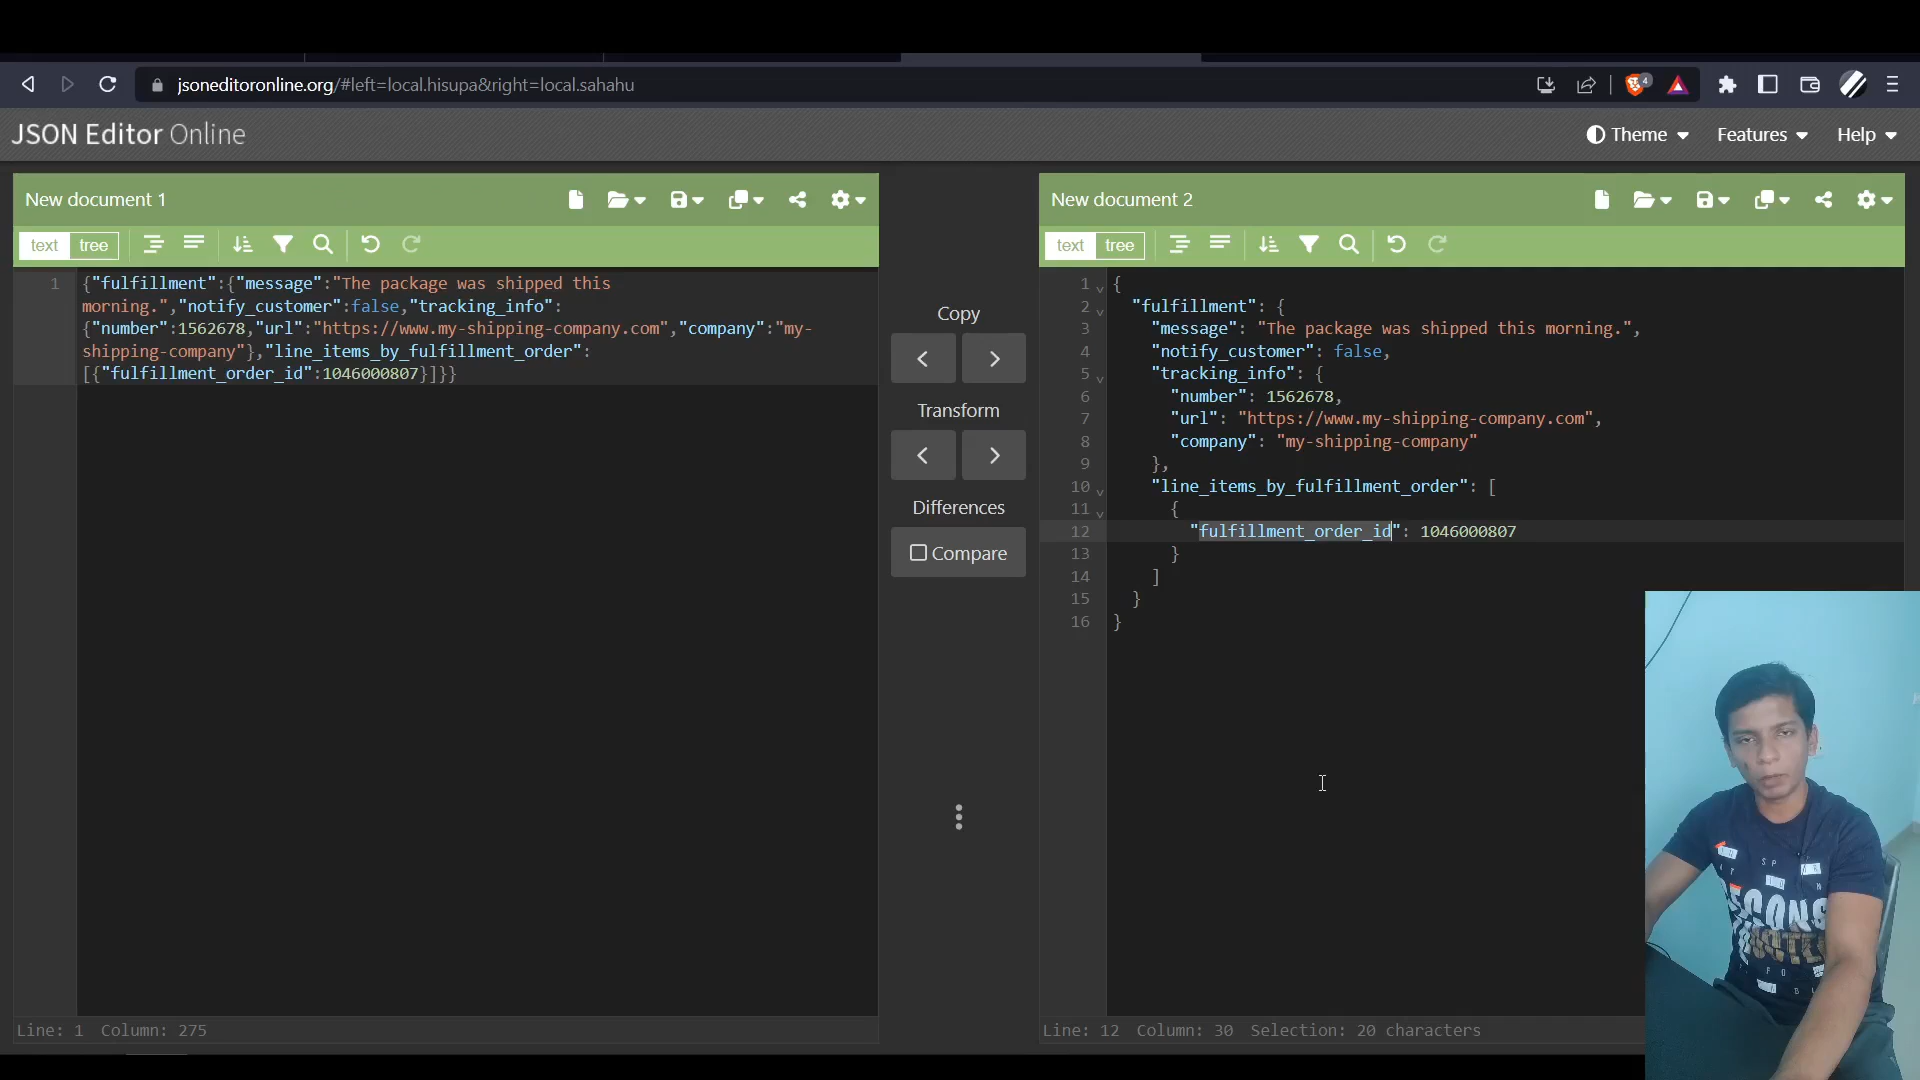 jsoneditoronline.org/#left=local.hisupa&right=local.sahahu
4
JSON Editor Online
Theme
Features
Help
New document 1
text tree
1
{"fulfillment":{"message":"The package was shipped this
morning.","notify_customer":false,"tracking_info":
{"number":1562678,"url":"https://www.my-shipping-company.com","company":"my-
shipping-company"},"line_items_by_fulfillment_order":
[{"fulfillment_order_id":1046000807}]}}
Line: 1 Column: 275
Copy
Transform
Differences
Compare
New document 2
text tree
1 {
2 "fulfillment": {
3 "message": "The package was shipped this morning.",
4 "notify_customer": false,
5 "tracking_info": {
6 "number": 1562678,
7 "url": "https://www.my-shipping-company.com",
8 "company": "my-shipping-company"
9 },
10 "line_items_by_fulfillment_order": [
11 {
12 "fulfillment_order_id": 1046000807
13 }
14 ]
15 }
16 }
Line: 12 Column: 30 Selection: 20 characters